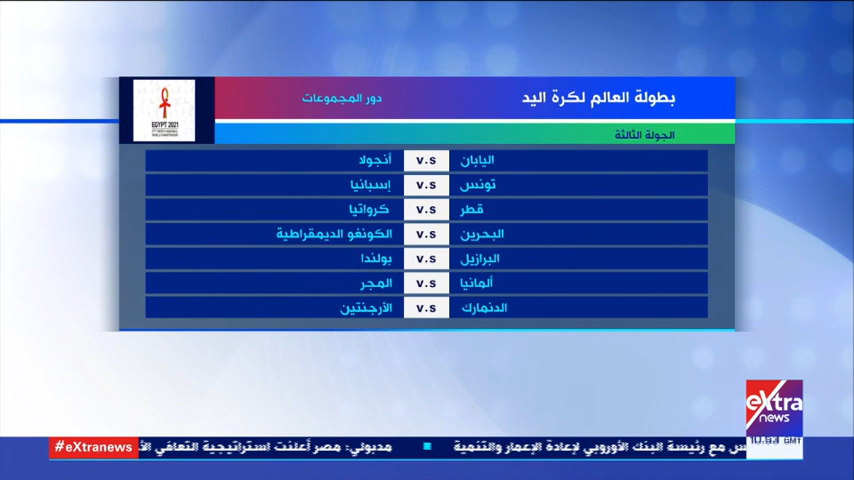 بطولة العالم لكرة اليد
دور المجموعات
EGYPT 2021
الجولة الثالثة
اليابان V.S أنجولا
تونس V.S إسبانيا
قطر V.S كرواتيا
البحرين V.S الكونغو الديمقراطية
البرازيل V.S بولندا
ألمانيا V.S المجر
الدنمارك V.S الأرجنتين
eXtra
news
GMT
مع رئيسة البنك الأوروبي لإعادة الإعمار والتنمية
مدبولي: مصر أعلنت استراتيجية التعافي
#eXtranews